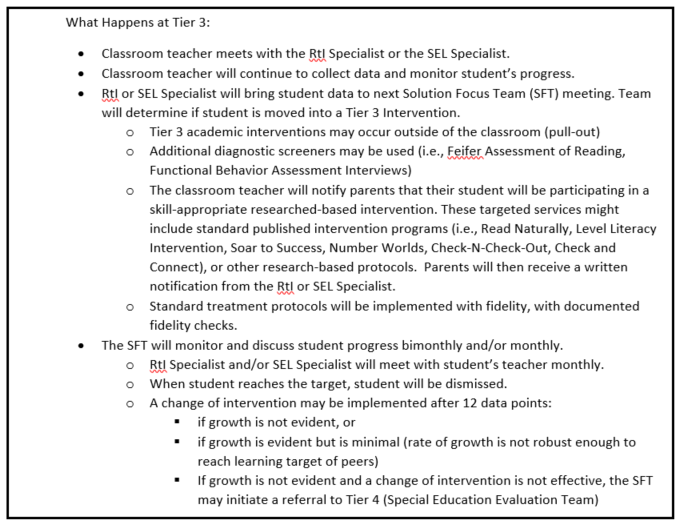 What Happens at Tier 3:
• Classroom teacher meets with the RtI Specialist or the SEL Specialist.
• Classroom teacher will continue to collect data and monitor student's progress.
• RtI or SEL Specialist will bring student data to next Solution Focus Team (SFT) meeting. Team
will determine if student is moved into a Tier 3 Intervention.
o Tier 3 academic interventions may occur outside of the classroom (pull-out)
o Additional diagnostic screeners may be used (i.e., Feifer Assessment of Reading,
Functional Behavior Assessment Interviews)
o The classroom teacher will notify parents that their student will be participating in a
skill-appropriate researched-based intervention. These targeted services might
include standard published intervention programs (i.e., Read Naturally, Level Literacy
Intervention, Soar to Success, Number Worlds, Check-N-Check-Out, Check and
Connect), or other research-based protocols.  Parents will then receive a written
notification from the RtI or SEL Specialist.
o Standard treatment protocols will be implemented with fidelity, with documented
fidelity checks.
• The SFT will monitor and discuss student progress bimonthly and/or monthly.
o RtI Specialist and/or SEL Specialist will meet with student's teacher monthly.
o When student reaches the target, student will be dismissed.
o A change of intervention may be implemented after 12 data points:
▪ if growth is not evident, or
▪ if growth is evident but is minimal (rate of growth is not robust enough to
reach learning target of peers)
▪ If growth is not evident and a change of intervention is not effective, the SFT
may initiate a referral to Tier 4 (Special Education Evaluation Team)